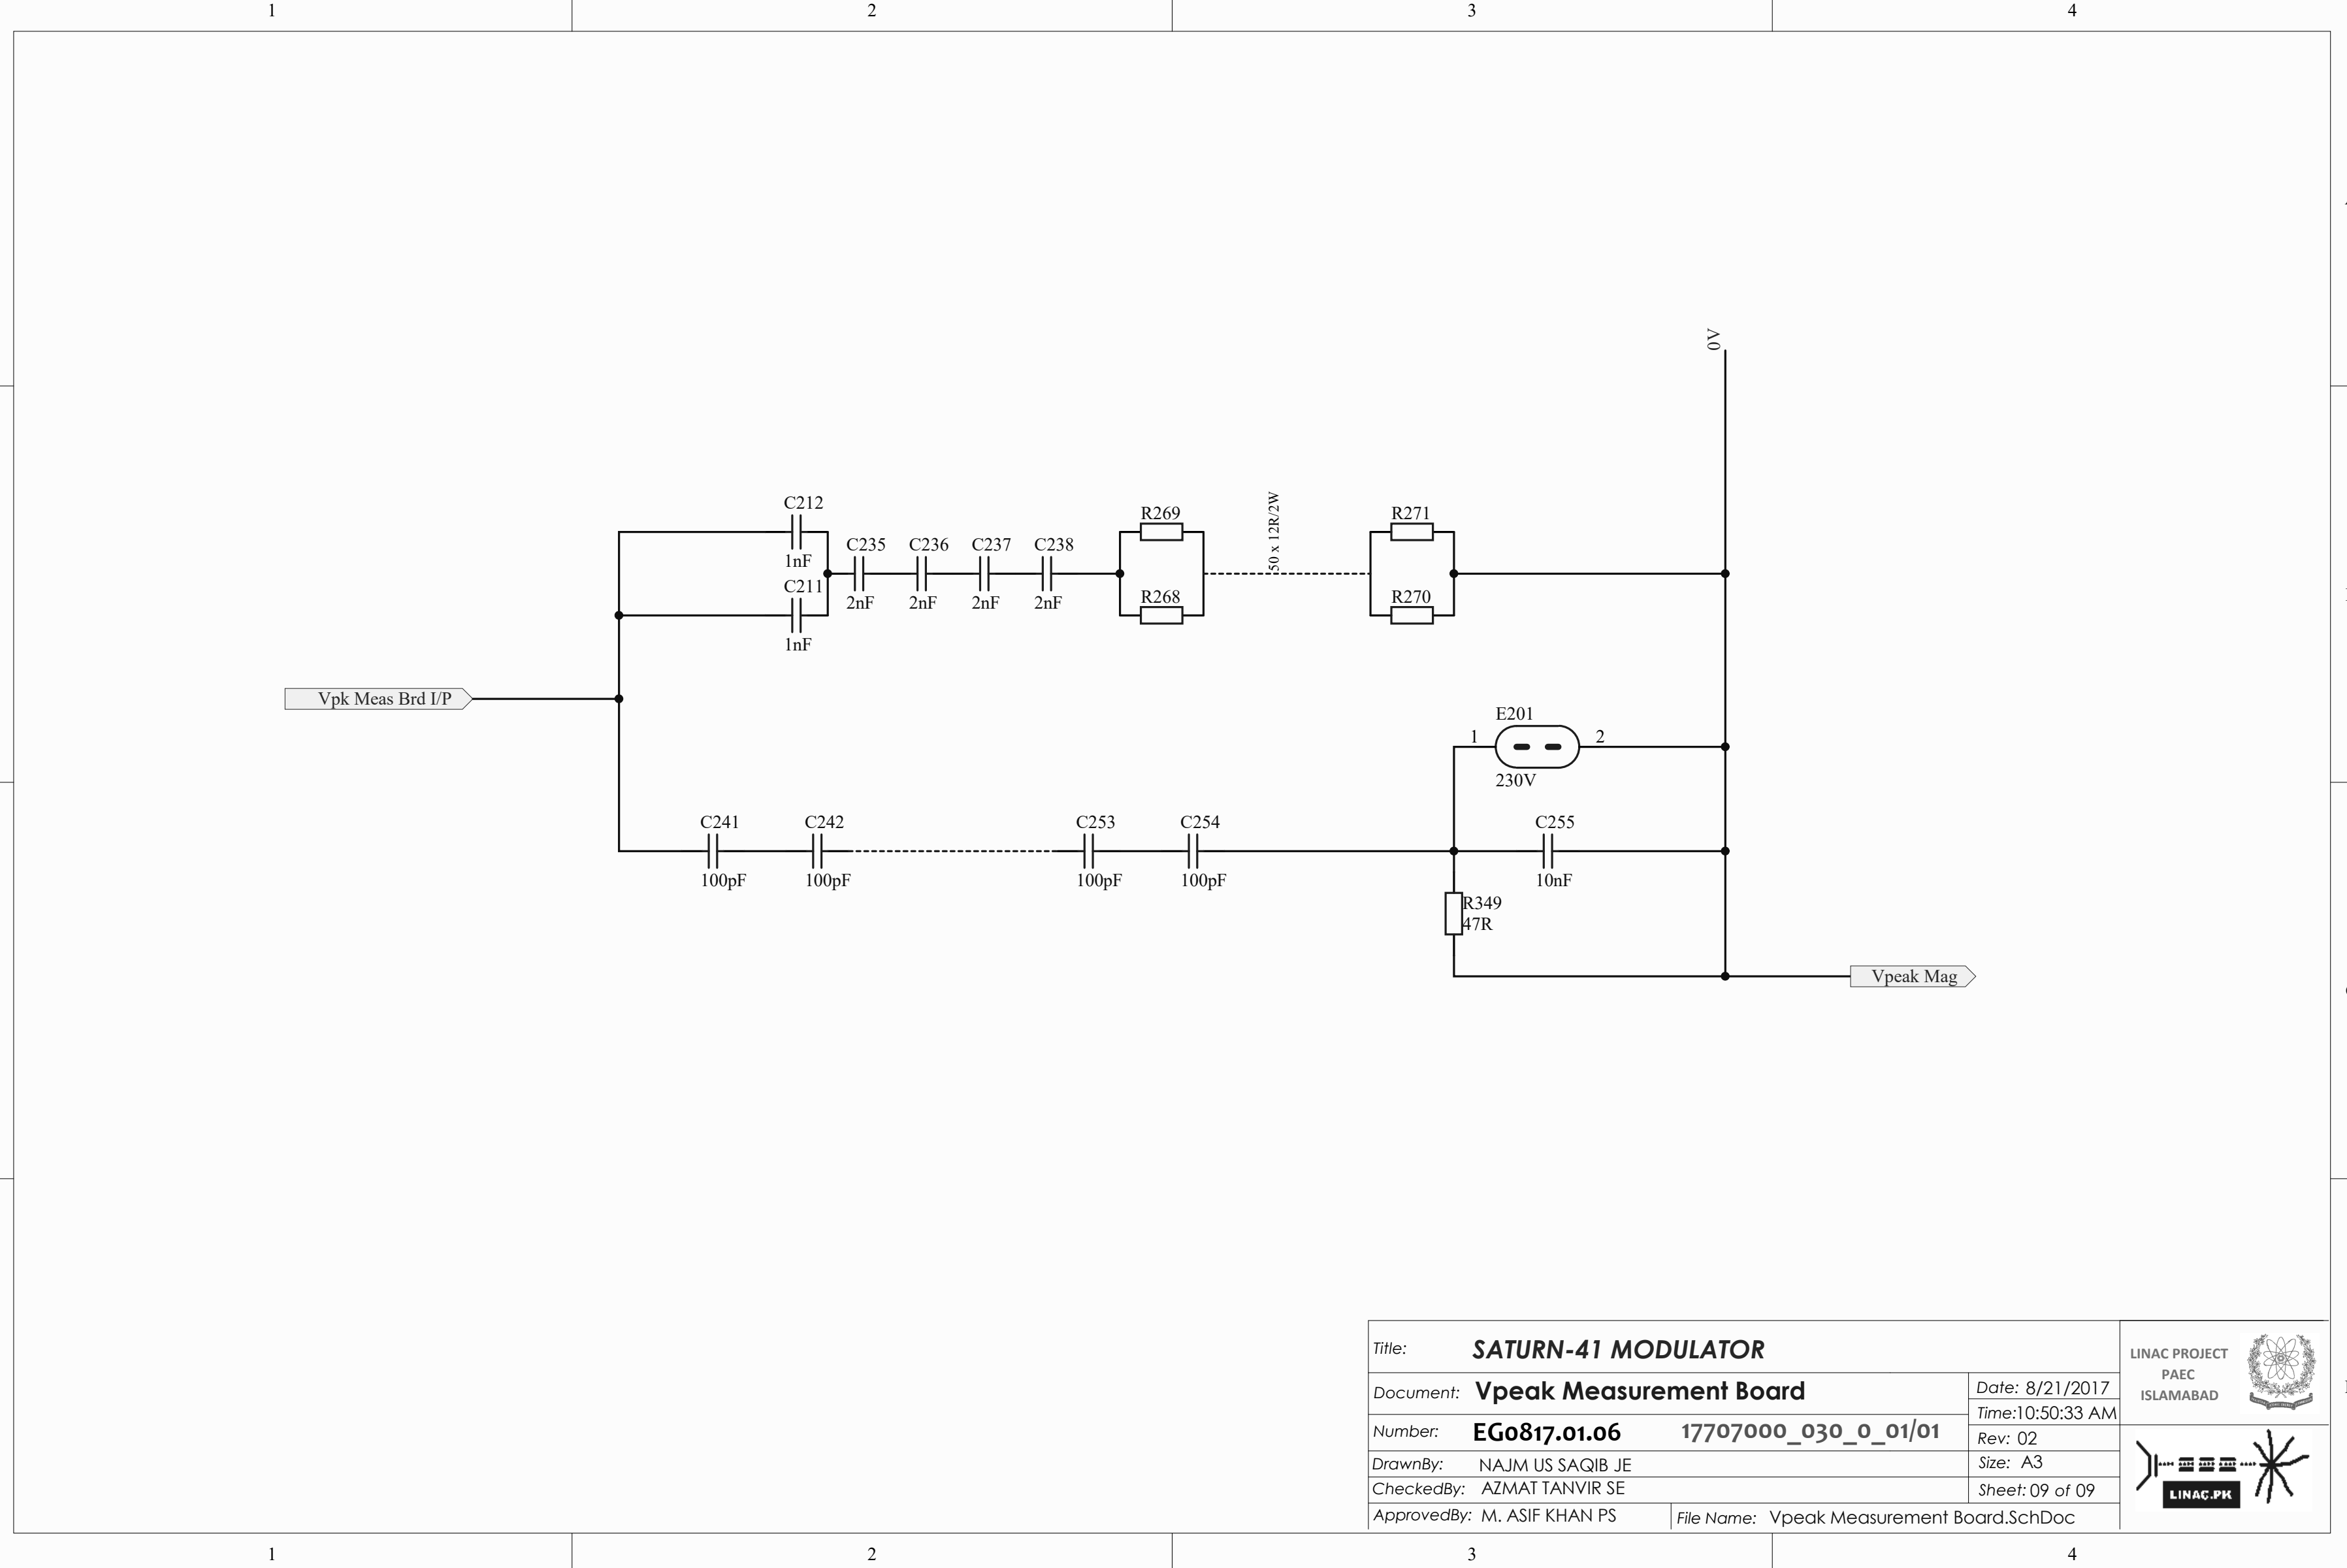 1 2 3 4
0V
50 x 12R/2W
C212
1nF
C211
1nF
C235 C236 C237 C238
2nF 2nF 2nF 2nF
R269
R268
R271
R270
Vpk Meas Brd I/P
E201
1 2
230V
C241 C242 C253 C254 C255
100pF 100pF 100pF 100pF 10nF
R349
47R
Vpeak Mag
Title: SATURN-41 MODULATOR
Document: Vpeak Measurement Board
Number: EG0817.01.06 17707000_030_0_01/01
DrawnBy: NAJM US SAQIB JE
CheckedBy: AZMAT TANVIR SE
ApprovedBy: M. ASIF KHAN PS
Date: 8/21/2017
Time:10:50:33 AM
Rev: 02
Size: A3
Sheet: 09 of 09
File Name: Vpeak Measurement Board.SchDoc
LINAC PROJECT
PAEC
ISLAMABAD
LINAC.PK
1 2 3 4